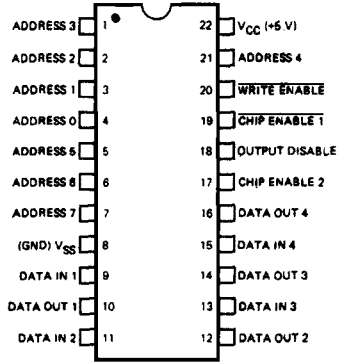 ADDRESS 3 1 22 VCC (+5 V)
ADDRESS 2 2 21 ADDRESS 4
ADDRESS 1 3 20 WRITE ENABLE
ADDRESS 0 4 19 CHIP ENABLE 1
ADDRESS 5 5 18 OUTPUT DISABLE
ADDRESS 6 6 17 CHIP ENABLE 2
ADDRESS 7 7 16 DATA OUT 4
(GND) VSS 8 15 DATA IN 4
DATA IN 1 9 14 DATA OUT 3
DATA OUT 1 10 13 DATA IN 3
DATA IN 2 11 12 DATA OUT 2